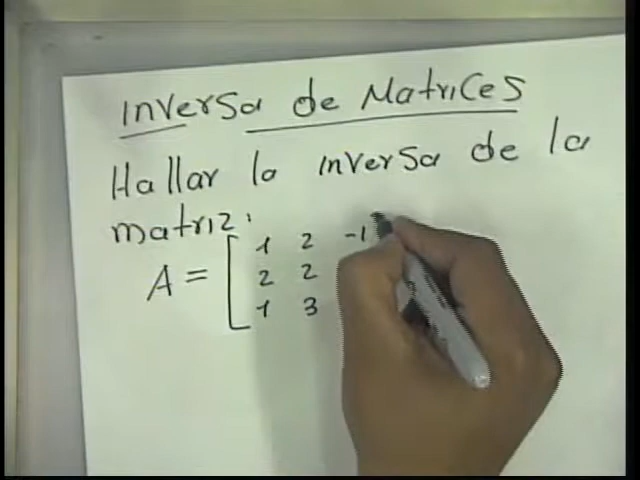 Inversa de Matrices
Hallar la inversa de la
matriz:
A = [ 1 2 -1
2 2
1 3